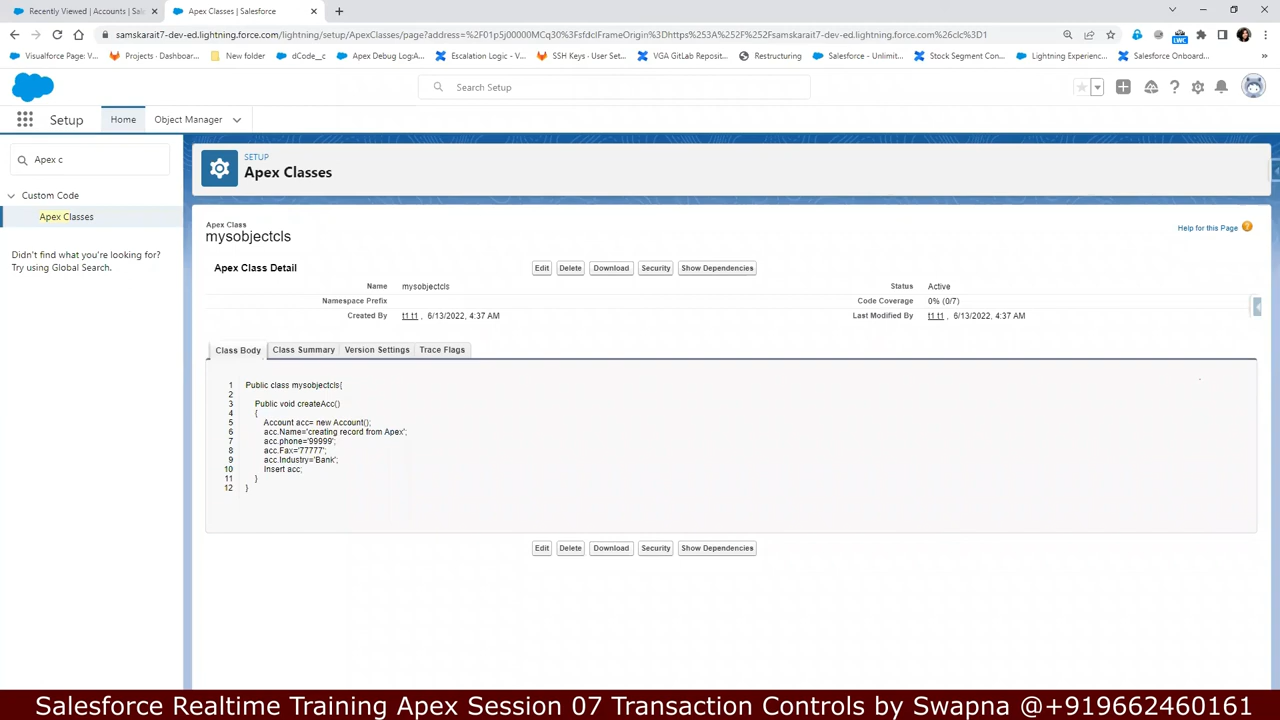 Recently Viewed | Accounts | Sal
Apex Classes | Salesforce
samskarait7-dev-ed.lightning.force.com/lightning/setup/ApexClasses/page?address=%2F01p5j00000MCq30%3FsfdcIFrameOrigin%3Dhttps%253A%252F%252Fsamskarait7-dev-ed.lightning.force.com%26clc%3D1
Visualforce Page: V...
Projects · Dashboar...
New folder
dCode__c
Apex Debug Log:A...
Escalation Logic - V...
SSH Keys · User Set...
VGA GitLab Reposit...
Restructuring
Salesforce - Unlimit...
Stock Segment Con...
Lightning Experienc...
Salesforce Onboard...
Search Setup
Setup
Home
Object Manager
Apex c
Custom Code
Apex Classes
Didn't find what you're looking for?
Try using Global Search.
SETUP
Apex Classes
Apex Class
mysobjectcls
Help for this Page
Apex Class Detail
Edit Delete Download Security Show Dependencies
Name mysobjectcls Status Active
Namespace Prefix Code Coverage 0% (0/7)
Created By t1 t1 , 6/13/2022, 4:37 AM Last Modified By t1 t1 , 6/13/2022, 4:37 AM
Class Body Class Summary Version Settings Trace Flags
1 Public class mysobjectcls{
2
3 Public void createAcc()
4 {
5 Account acc= new Account();
6 acc.Name='creating record from Apex';
7 acc.phone='99999';
8 acc.Fax='77777';
9 acc.Industry='Bank';
10 Insert acc;
11 }
12 }
Edit Delete Download Security Show Dependencies
Salesforce Realtime Training Apex Session 07 Transaction Controls by Swapna @+919662460161